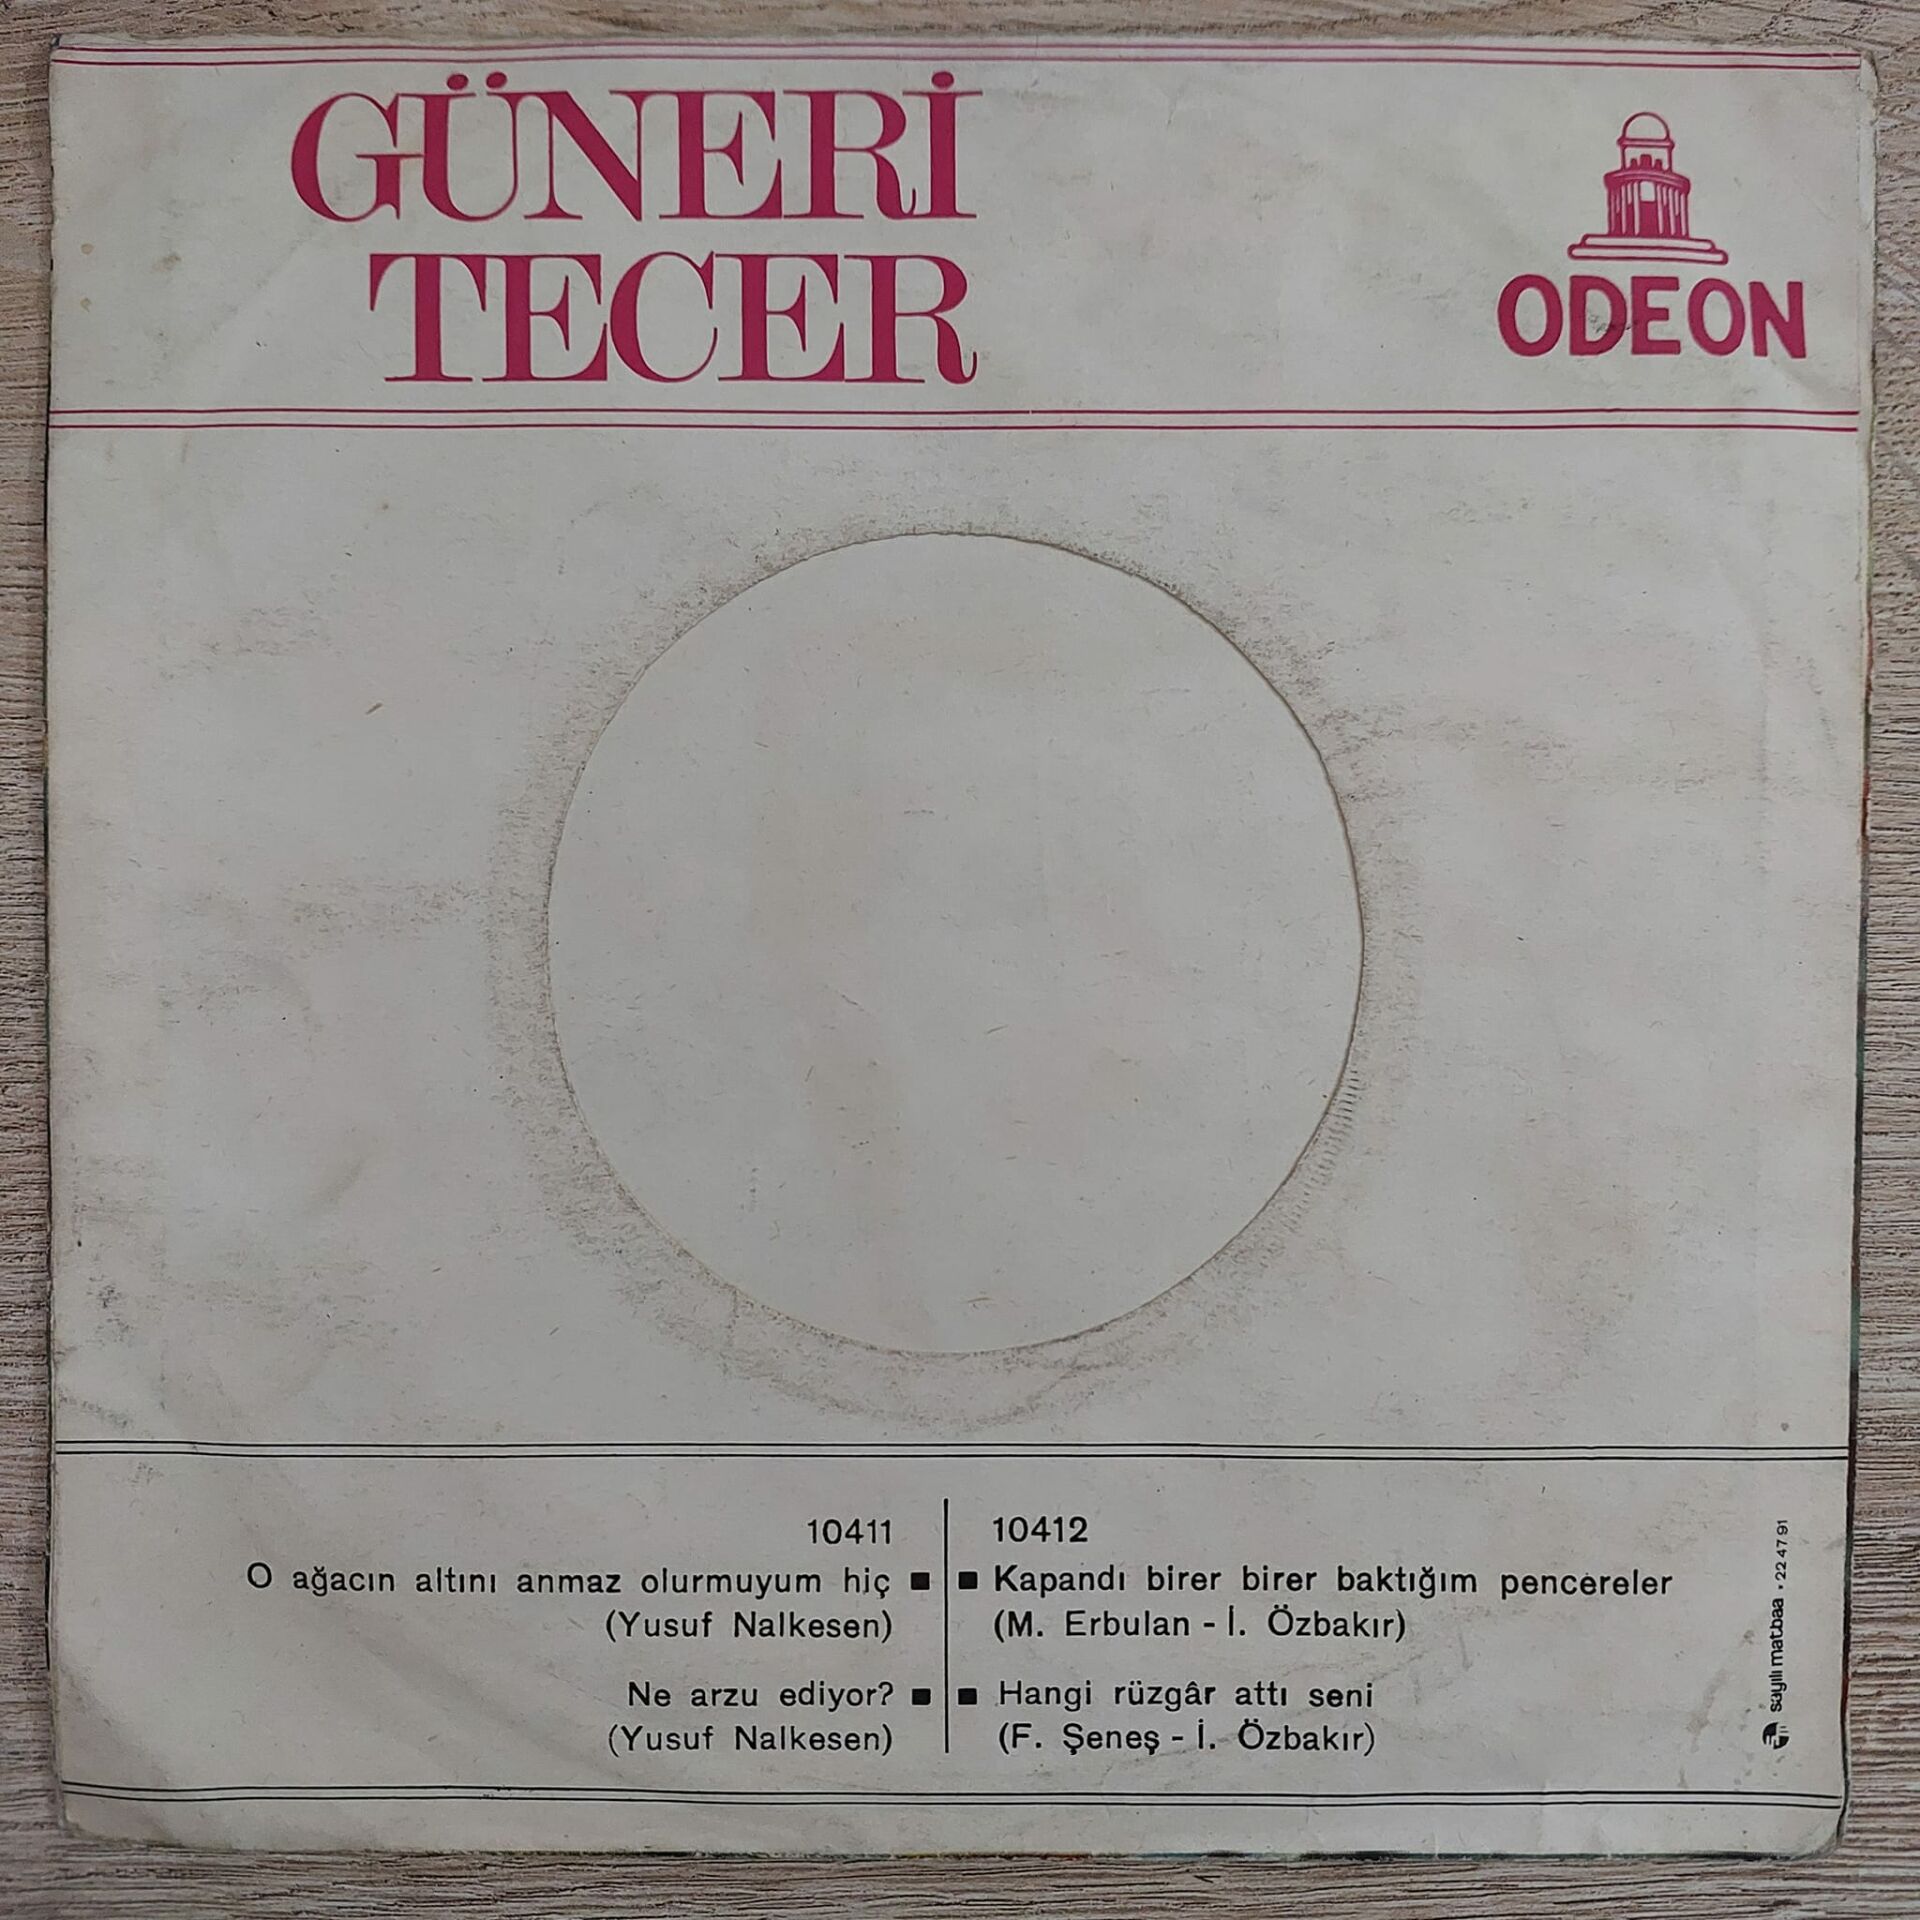 GÜNERİ
TECER
ODEON
10411
O ağacın altını anmaz olurmuyum hiç ■
(Yusuf Nalkesen)
Ne arzu ediyor? ■
(Yusuf Nalkesen)
10412
■ Kapandı birer birer baktığım pencereler
(M. Erbulan - İ. Özbakır)
■ Hangi rüzgâr attı seni
(F. Şeneş - İ. Özbakır)
sayılı matbaa • 22 47 91